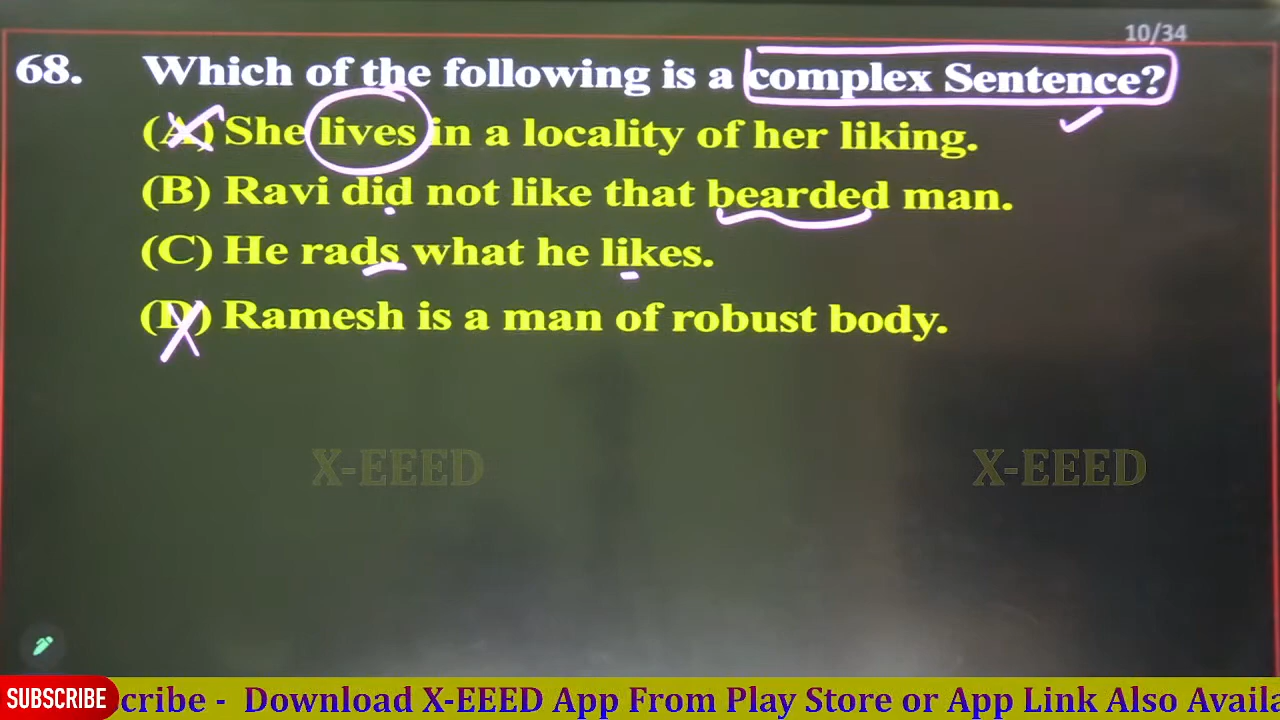 10/34
68. Which of the following is a complex Sentence?
(A) She lives in a locality of her liking.
(B) Ravi did not like that bearded man.
(C) He rads what he likes.
(D) Ramesh is a man of robust body.
X-EEED X-EEED
SUBSCRIBE cribe - Download X-EEED App From Play Store or App Link Also Availa